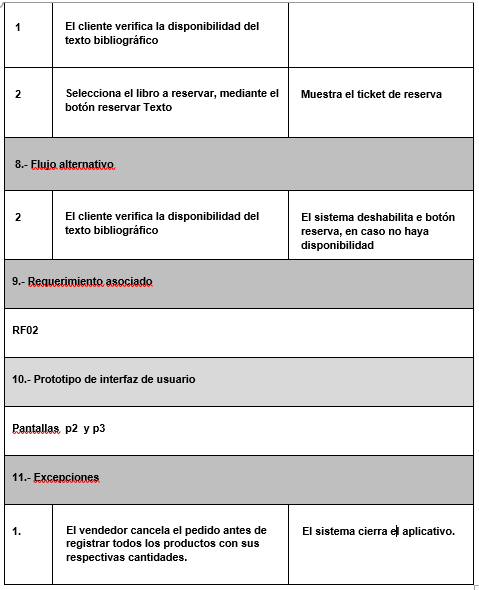 1
El cliente verifica la disponibilidad del
texto bibliográfico
2
Selecciona el libro a reservar, mediante el
botón reservar Texto
Muestra el ticket de reserva
8.- Flujo alternativo
2
El cliente verifica la disponibilidad del
texto bibliográfico
El sistema deshabilita e botón
reserva, en caso no haya
disponibilidad
9.- Requerimiento asociado
RF02
10.- Prototipo de interfaz de usuario
Pantallas p2 y p3
11.- Excepciones
1.
El vendedor cancela el pedido antes de
registrar todos los productos con sus
respectivas cantidades.
El sistema cierra el aplicativo.